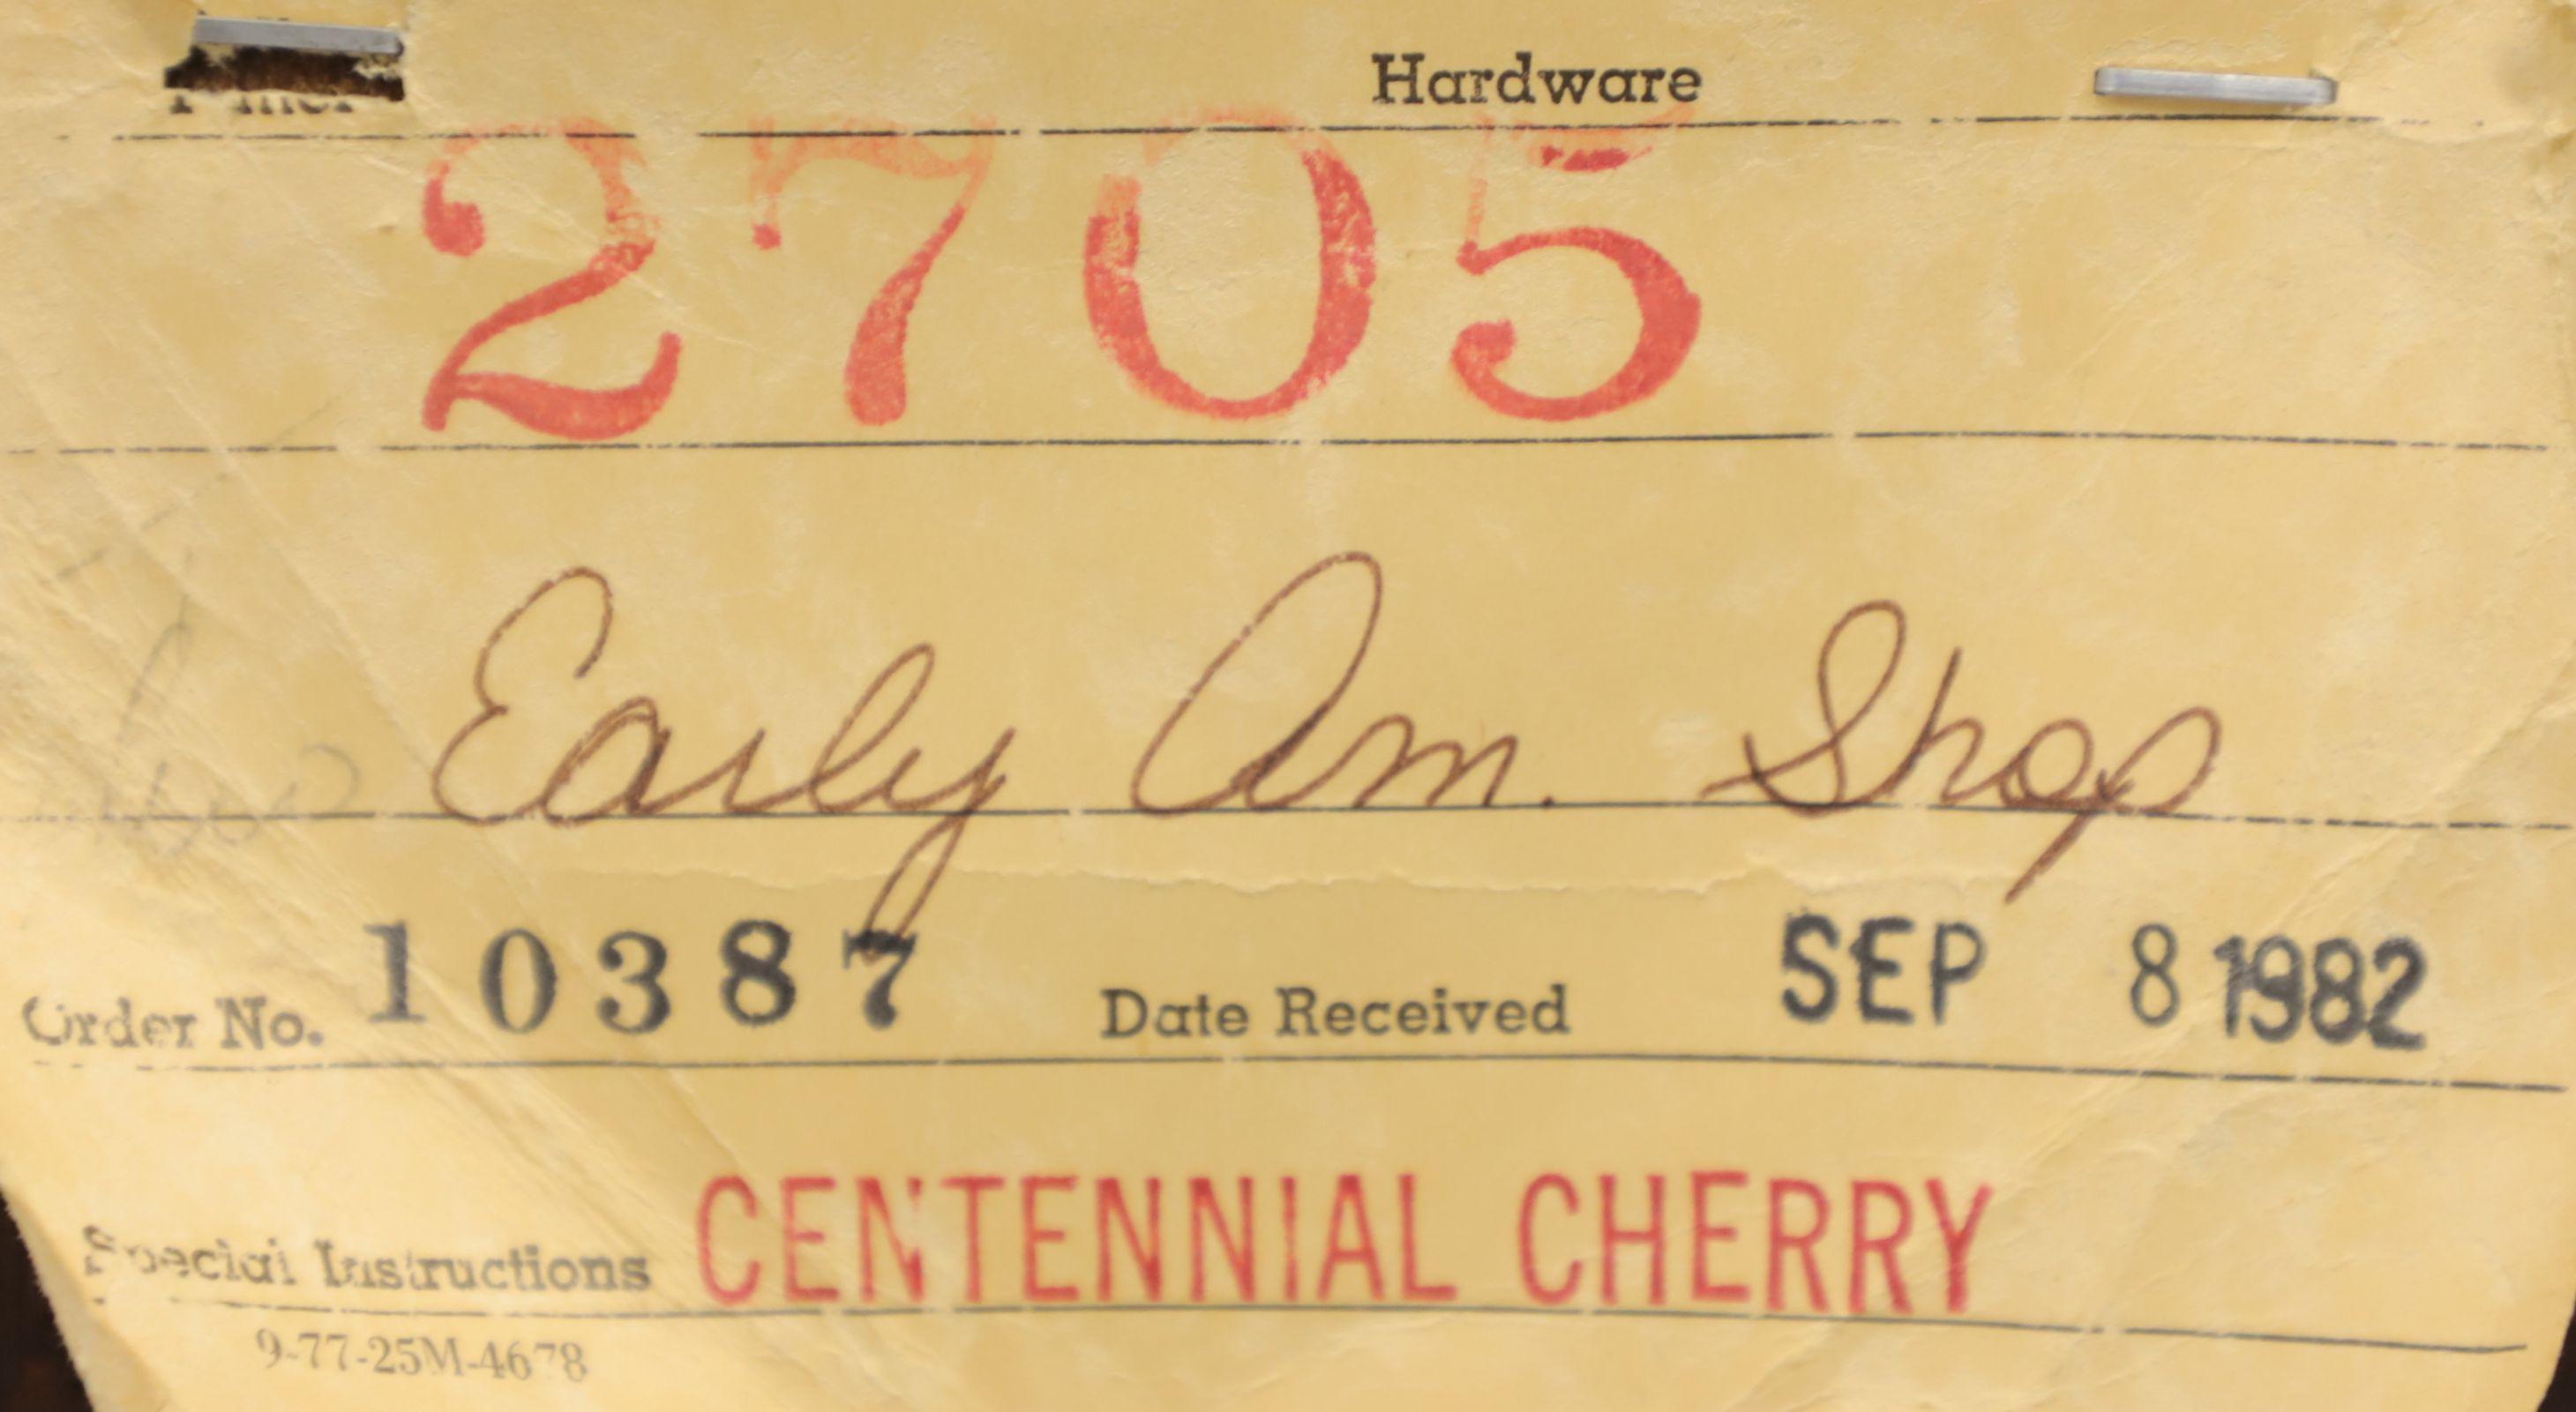 Hardware
2705
Early Am. Shop
Order No. 10387 Date Received SEP 8 1982
Special Instructions CENTENNIAL CHERRY
9-77-25M-4678